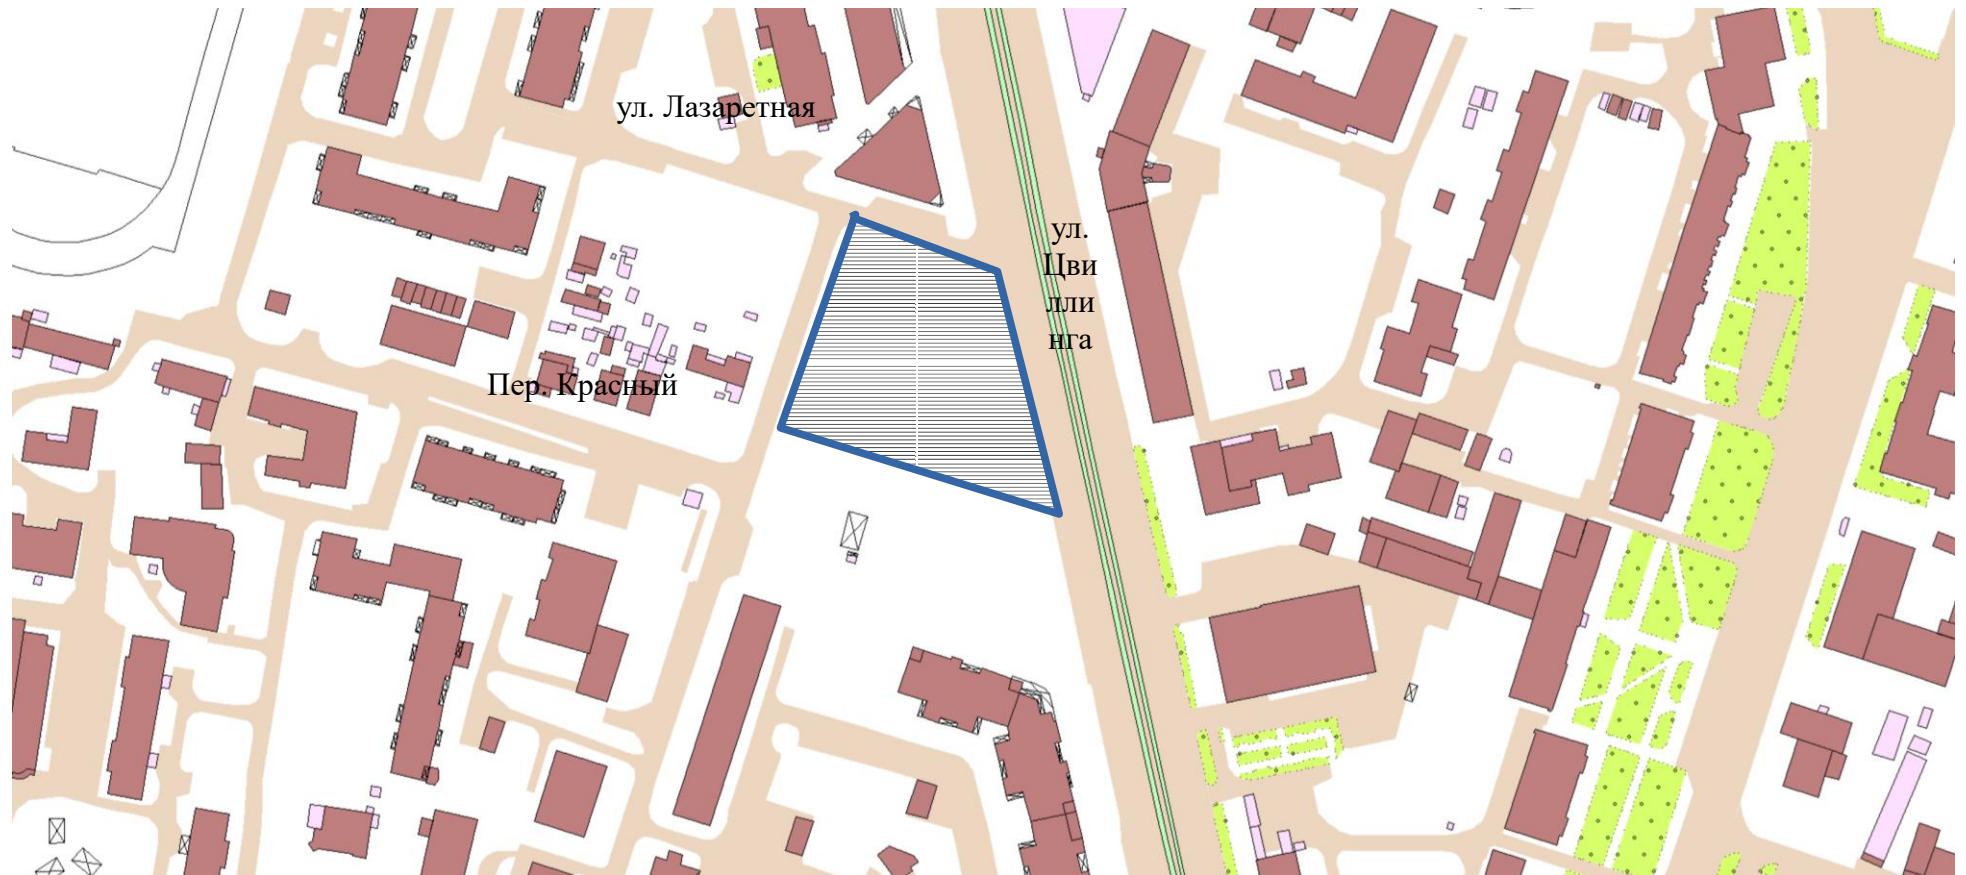 ул. Лазаретная
ул.
Цви
лли
нга
Пер. Красный